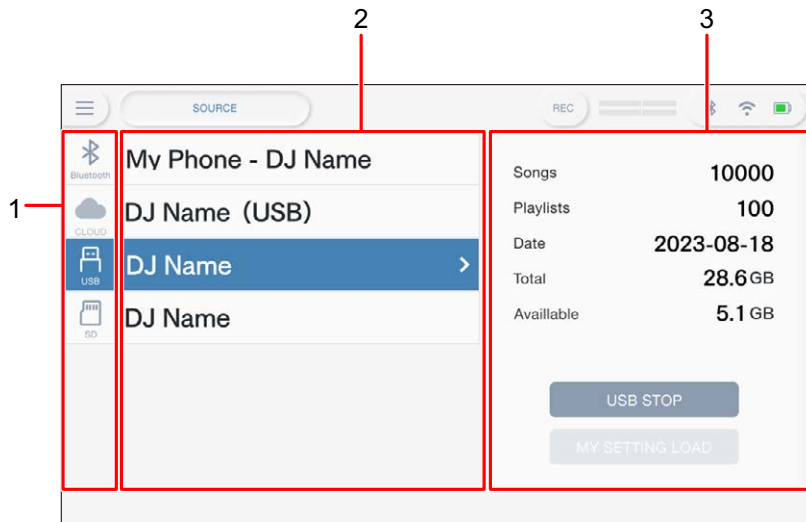 2
3
SOURCE
REC
Bluetooth
My Phone - DJ Name
1
CLOUD
DJ Name (USB)
USB
DJ Name
SD
DJ Name
Songs 10000
Playlists 100
Date 2023-08-18
Total 28.6 GB
Availlable 5.1 GB
USB STOP
MY SETTING LOAD